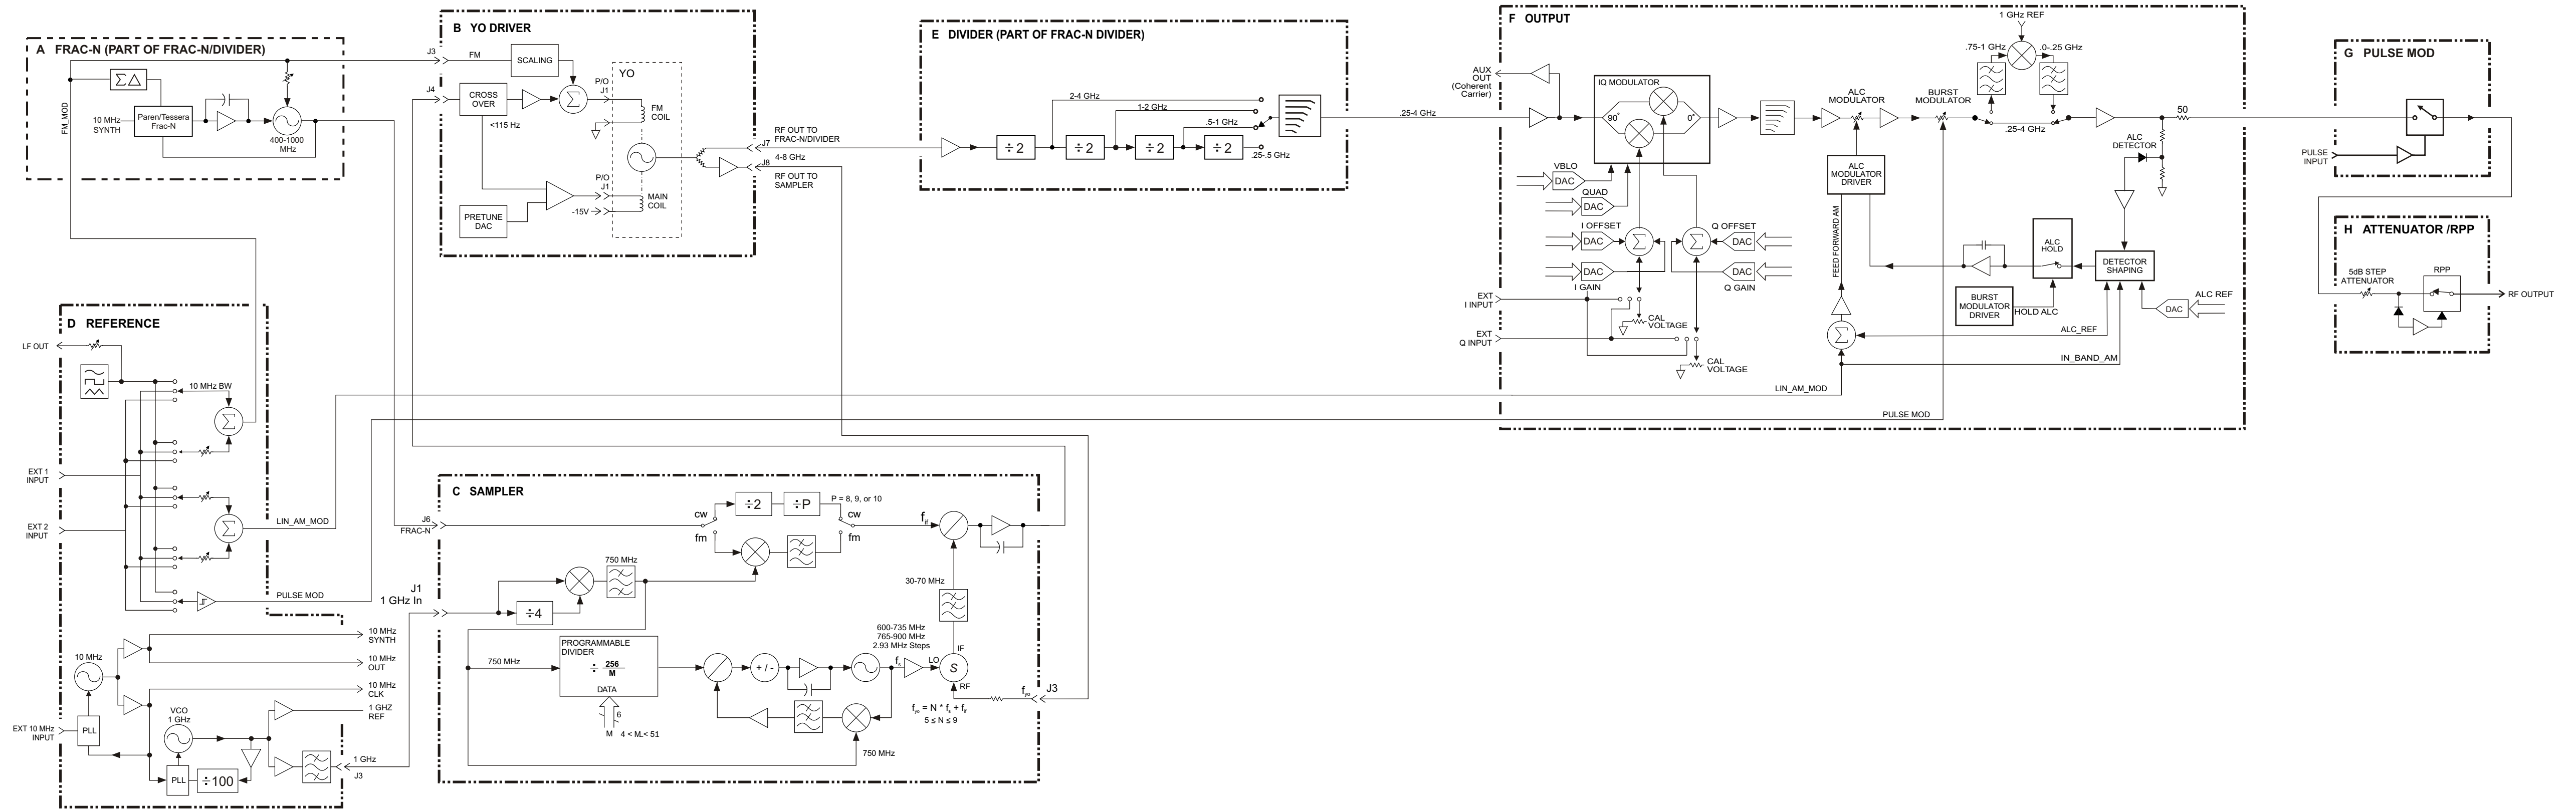 A FRAC-N (PART OF FRAC-N/DIVIDER)
FM_MOD
ΣΔ
10 MHz
SYNTH
Paren/Tessera
Frac-N
400-1000
MHz
B YO DRIVER
J3
FM
SCALING
J4
CROSS
OVER
<115 Hz
Σ
P/O
J1
YO
FM
COIL
P/O
J1
-15V
MAIN
COIL
PRETUNE
DAC
J7
RF OUT TO
FRAC-N/DIVIDER
4-8 GHz
J8
RF OUT TO
SAMPLER
E DIVIDER (PART OF FRAC-N DIVIDER)
2-4 GHz
1-2 GHz
.5-1 GHz
.25-.5 GHz
÷2
÷2
÷2
÷2
.25-4 GHz
F OUTPUT
AUX
OUT
(Coherent
Carrier)
IQ MODULATOR
90°
0°
VBLO
DAC
QUAD
DAC
I OFFSET
DAC
Σ
Σ
Q OFFSET
DAC
DAC
I GAIN
DAC
Q GAIN
EXT
I INPUT
CAL
VOLTAGE
EXT
Q INPUT
CAL
VOLTAGE
ALC
MODULATOR
ALC
MODULATOR
DRIVER
FEED FORWARD AM
Σ
BURST
MODULATOR
1 GHz REF
.75-1 GHz
.0-.25 GHz
.25-4 GHz
50
ALC
DETECTOR
ALC
HOLD
DETECTOR
SHAPING
BURST
MODULATOR
DRIVER
HOLD ALC
DAC
ALC REF
ALC_REF
IN_BAND_AM
LIN_AM_MOD
PULSE MOD
G PULSE MOD
PULSE
INPUT
H ATTENUATOR /RPP
5dB STEP
ATTENUATOR
RPP
RF OUTPUT
D REFERENCE
LF OUT
10 MHz BW
Σ
EXT 1
INPUT
EXT 2
INPUT
Σ
LIN_AM_MOD
PULSE MOD
10 MHz
SYNTH
10 MHz
OUT
10 MHz
CLK
1 GHZ
REF
10 MHz
EXT 10 MHz
INPUT
PLL
VCO
1 GHz
PLL
÷100
1 GHz
J3
C SAMPLER
J6
FRAC-N
CW
fm
÷2
÷P
P = 8, 9, or 10
CW
fm
fif
J1
1 GHz In
÷4
750 MHz
30-70 MHz
750 MHz
PROGRAMMABLE
DIVIDER
÷ 256
M
DATA
6
M 4 < M < 51
+ / -
600-735 MHz
765-900 MHz
2.93 MHz Steps
fs
LO
IF
S
RF
fyo
J3
fyo = N * fs + fif
5 ≤ N ≤ 9
750 MHz